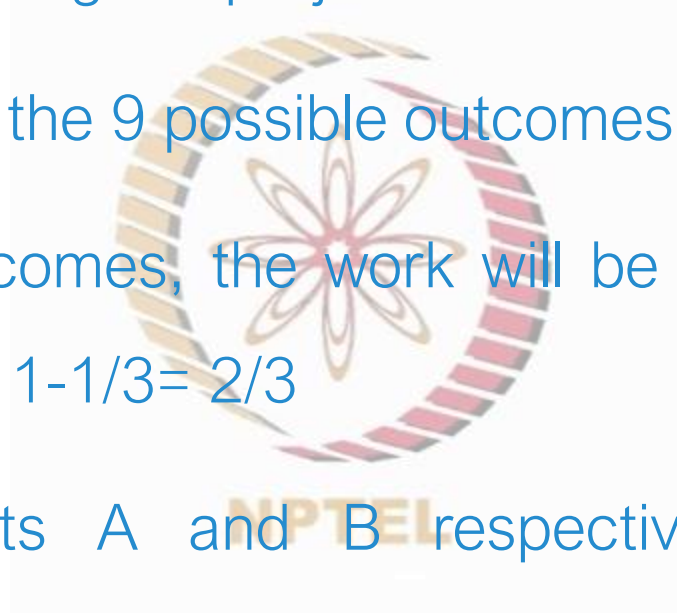 the 9 possible outcomes
comes, the work will be
1-1/3= 2/3
ts A and B respectiv
NPTEL